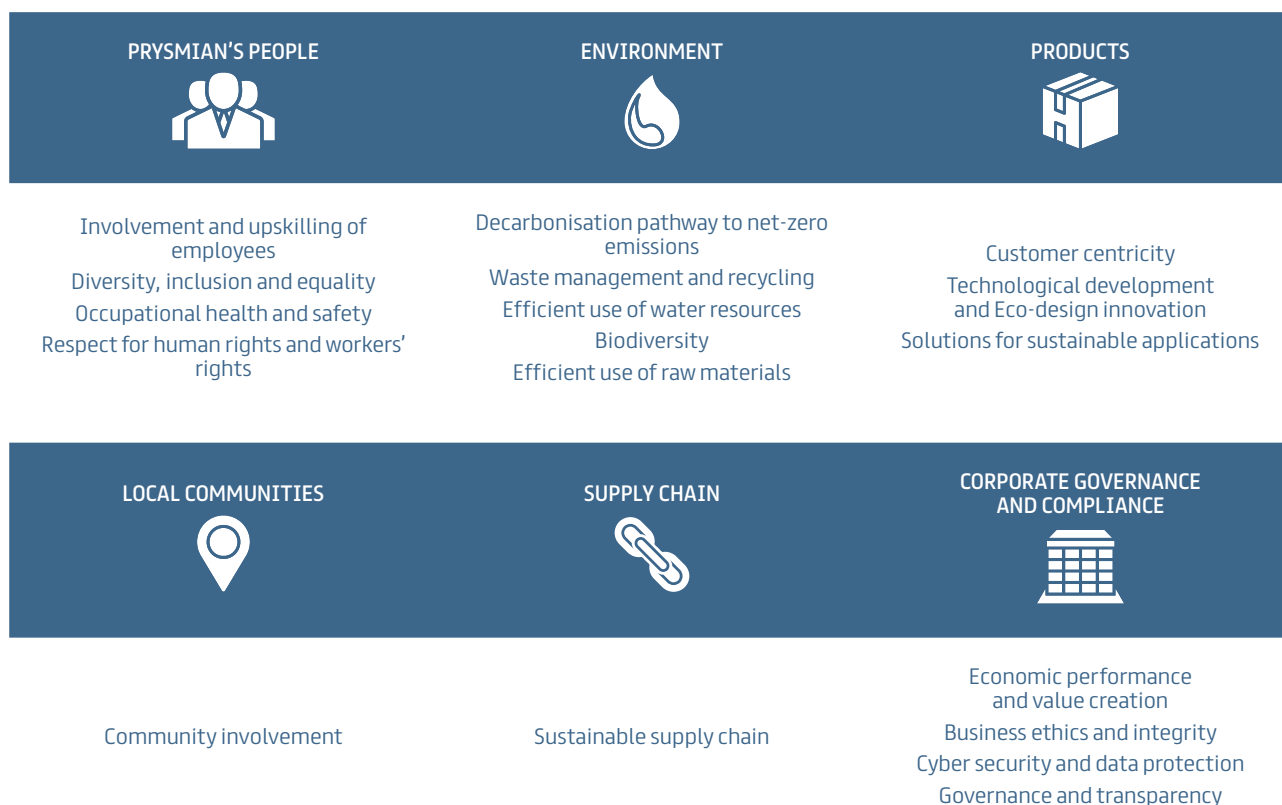 PRYSMIAN'S PEOPLE
Involvement and upskilling of
employees
Diversity, inclusion and equality
Occupational health and safety
Respect for human rights and workers'
rights
ENVIRONMENT
Decarbonisation pathway to net-zero
emissions
Waste management and recycling
Efficient use of water resources
Biodiversity
Efficient use of raw materials
PRODUCTS
Customer centricity
Technological development
and Eco-design innovation
Solutions for sustainable applications
LOCAL COMMUNITIES
Community involvement
SUPPLY CHAIN
Sustainable supply chain
CORPORATE GOVERNANCE
AND COMPLIANCE
Economic performance
and value creation
Business ethics and integrity
Cyber security and data protection
Governance and transparency